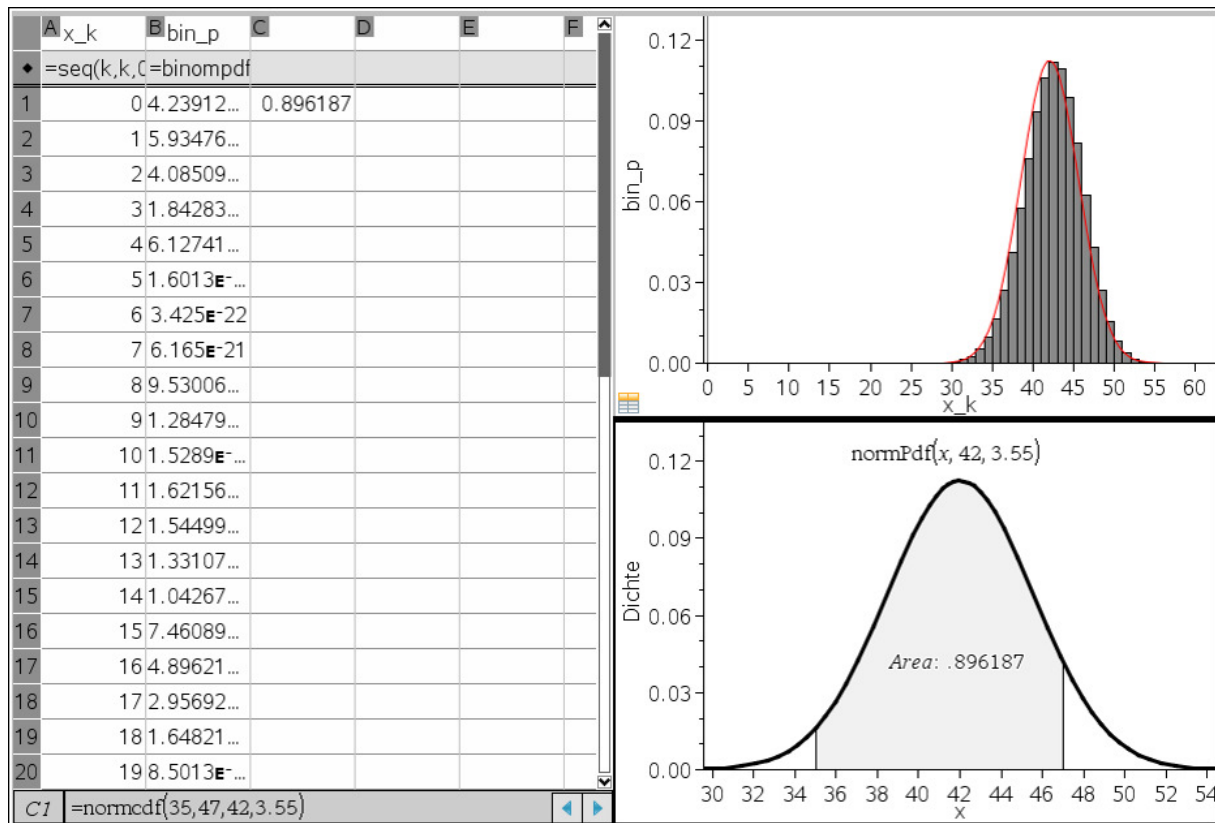 A x_k B bin_p C D E F
◆ =seq(k,k,0 =binompdf
1 0 4.23912... 0.896187
2 1 5.93476...
3 2 4.08509...
4 3 1.84283...
5 4 6.12741...
6 5 1.6013ᴇ-...
7 6 3.425ᴇ-22
8 7 6.165ᴇ-21
9 8 9.53006...
10 9 1.28479...
11 10 1.5289ᴇ-...
12 11 1.62156...
13 12 1.54499...
14 13 1.33107...
15 14 1.04267...
16 15 7.46089...
17 16 4.89621...
18 17 2.95692...
19 18 1.64821...
20 19 8.5013ᴇ-...
C1 =normcdf(35,47,42,3.55)
bin_p
0.12
0.09
0.06
0.03
0.00
0 5 10 15 20 25 30 35 40 45 50 55 60
x_k
normPdf(x, 42, 3.55)
Dichte
0.12
0.09
0.06
0.03
0.00
Area: .896187
30 32 34 36 38 40 42 44 46 48 50 52 54
x